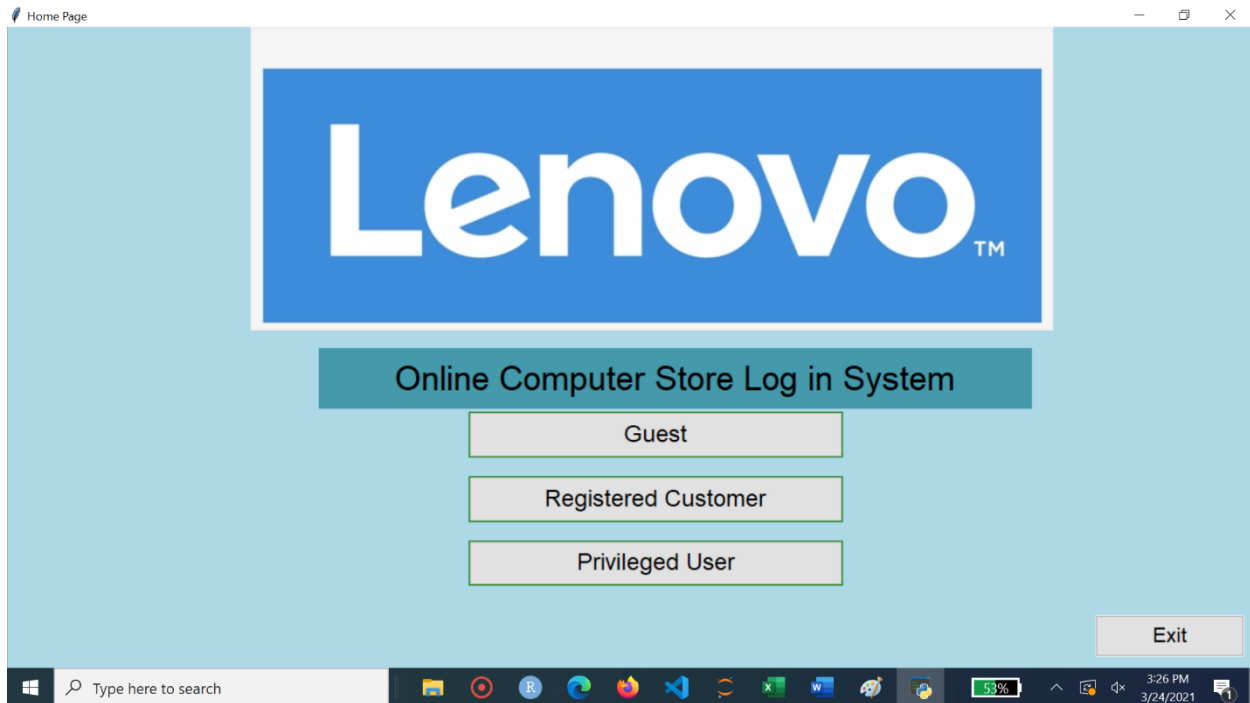 Home Page
Lenovo
TM
Online Computer Store Log in System
Guest
Registered Customer
Privileged User
Exit
Type here to search
R
X
W
53%
3:26 PM
3/24/2021
1